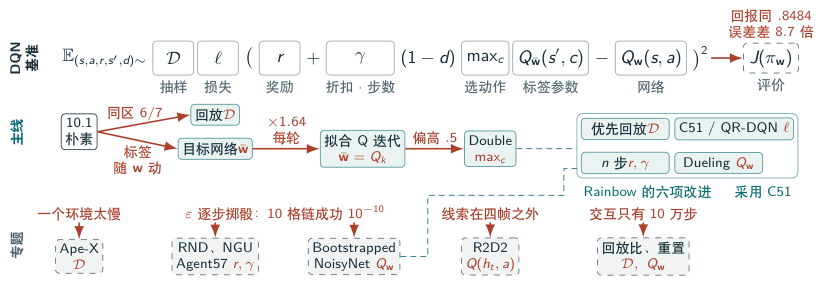 回报同 .8484
误差差 8.7 倍
DQN
基准
𝔼(s,a,r,s′,d)∼ 𝒟 ℓ ( r + γ (1 − d) max_c Q_w̄(s′, c) − Q_w(s, a) )² J(π_w)
抽样 损失 奖励 折扣 · 步数 选动作 标签参数 网络 评价
主线
10.1
朴素
同区 6/7
回放𝒟
标签
随 w 动
目标网络w̄
×1.64
每轮
拟合 Q 迭代
w̄ = Q_k
偏高 .5
Double
max_c
优先回放𝒟
C51 / QR-DQN ℓ
n 步r, γ
Dueling Q_w
Rainbow 的六项改进 采用 C51
专题
一个环境太慢
Ape-X
𝒟
ε 逐步掷骰：10 格链成功 10⁻¹⁰
RND、NGU
Agent57 r, γ
Bootstrapped
NoisyNet Q_w
线索在四帧之外
R2D2
Q(h_t, a)
交互只有 10 万步
回放比、重置
𝒟, Q_w